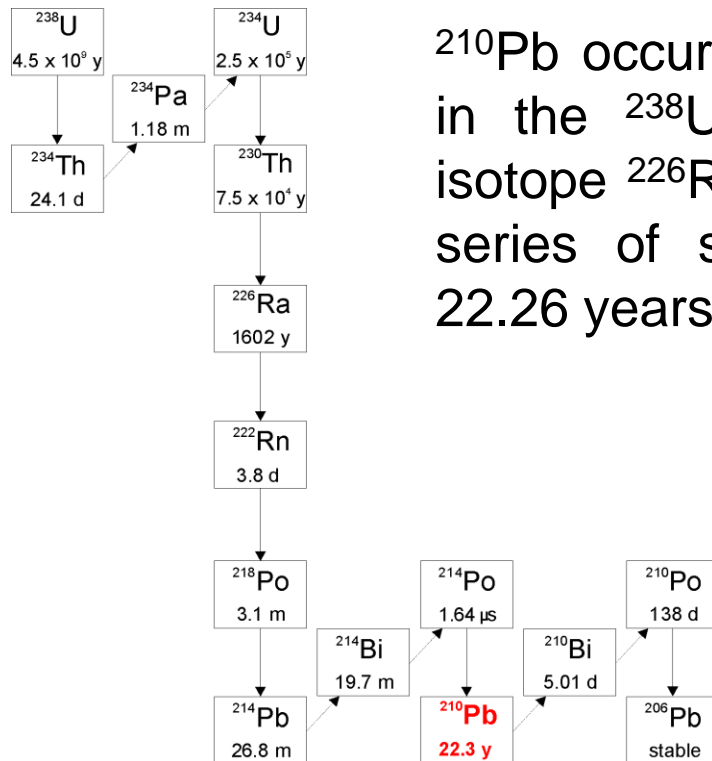 ²³⁸U
4.5 x 10⁹ y
²³⁴Pa
1.18 m
²³⁴U
2.5 x 10⁵ y
²³⁴Th
24.1 d
²³⁰Th
7.5 x 10⁴ y
²²⁶Ra
1602 y
²²²Rn
3.8 d
²¹⁸Po
3.1 m
²¹⁴Pb
26.8 m
²¹⁴Bi
19.7 m
²¹⁴Po
1.64 µs
²¹⁰Pb
22.3 y
²¹⁰Bi
5.01 d
²¹⁰Po
138 d
²⁰⁶Pb
stable
²¹⁰Pb occur
in the ²³⁸U
isotope ²²⁶R
series of s
22.26 years